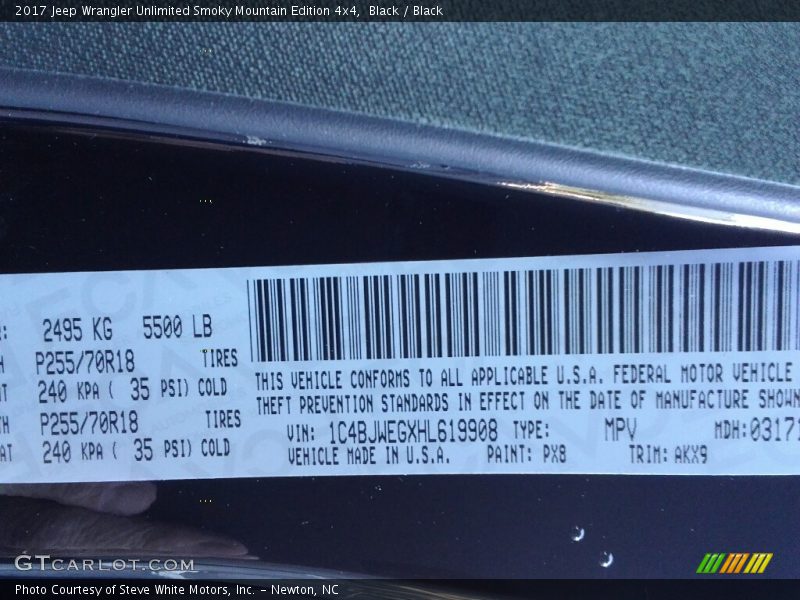 2017 Jeep Wrangler Unlimited Smoky Mountain Edition 4x4, Black / Black
2495 KG 5500 LB
P255/70R18 TIRES
240 KPA ( 35 PSI) COLD
P255/70R18 TIRES
240 KPA ( 35 PSI) COLD
THIS VEHICLE CONFORMS TO ALL APPLICABLE U.S.A. FEDERAL MOTOR VEHICLE
THEFT PREVENTION STANDARDS IN EFFECT ON THE DATE OF MANUFACTURE SHOWN
VIN: 1C4BJWEGXHL619908 TYPE: MPV MDH: 03171
VEHICLE MADE IN U.S.A. PAINT: PX8 TRIM: AKX9
GTCARLOT.COM
Photo Courtesy of Steve White Motors, Inc. – Newton, NC